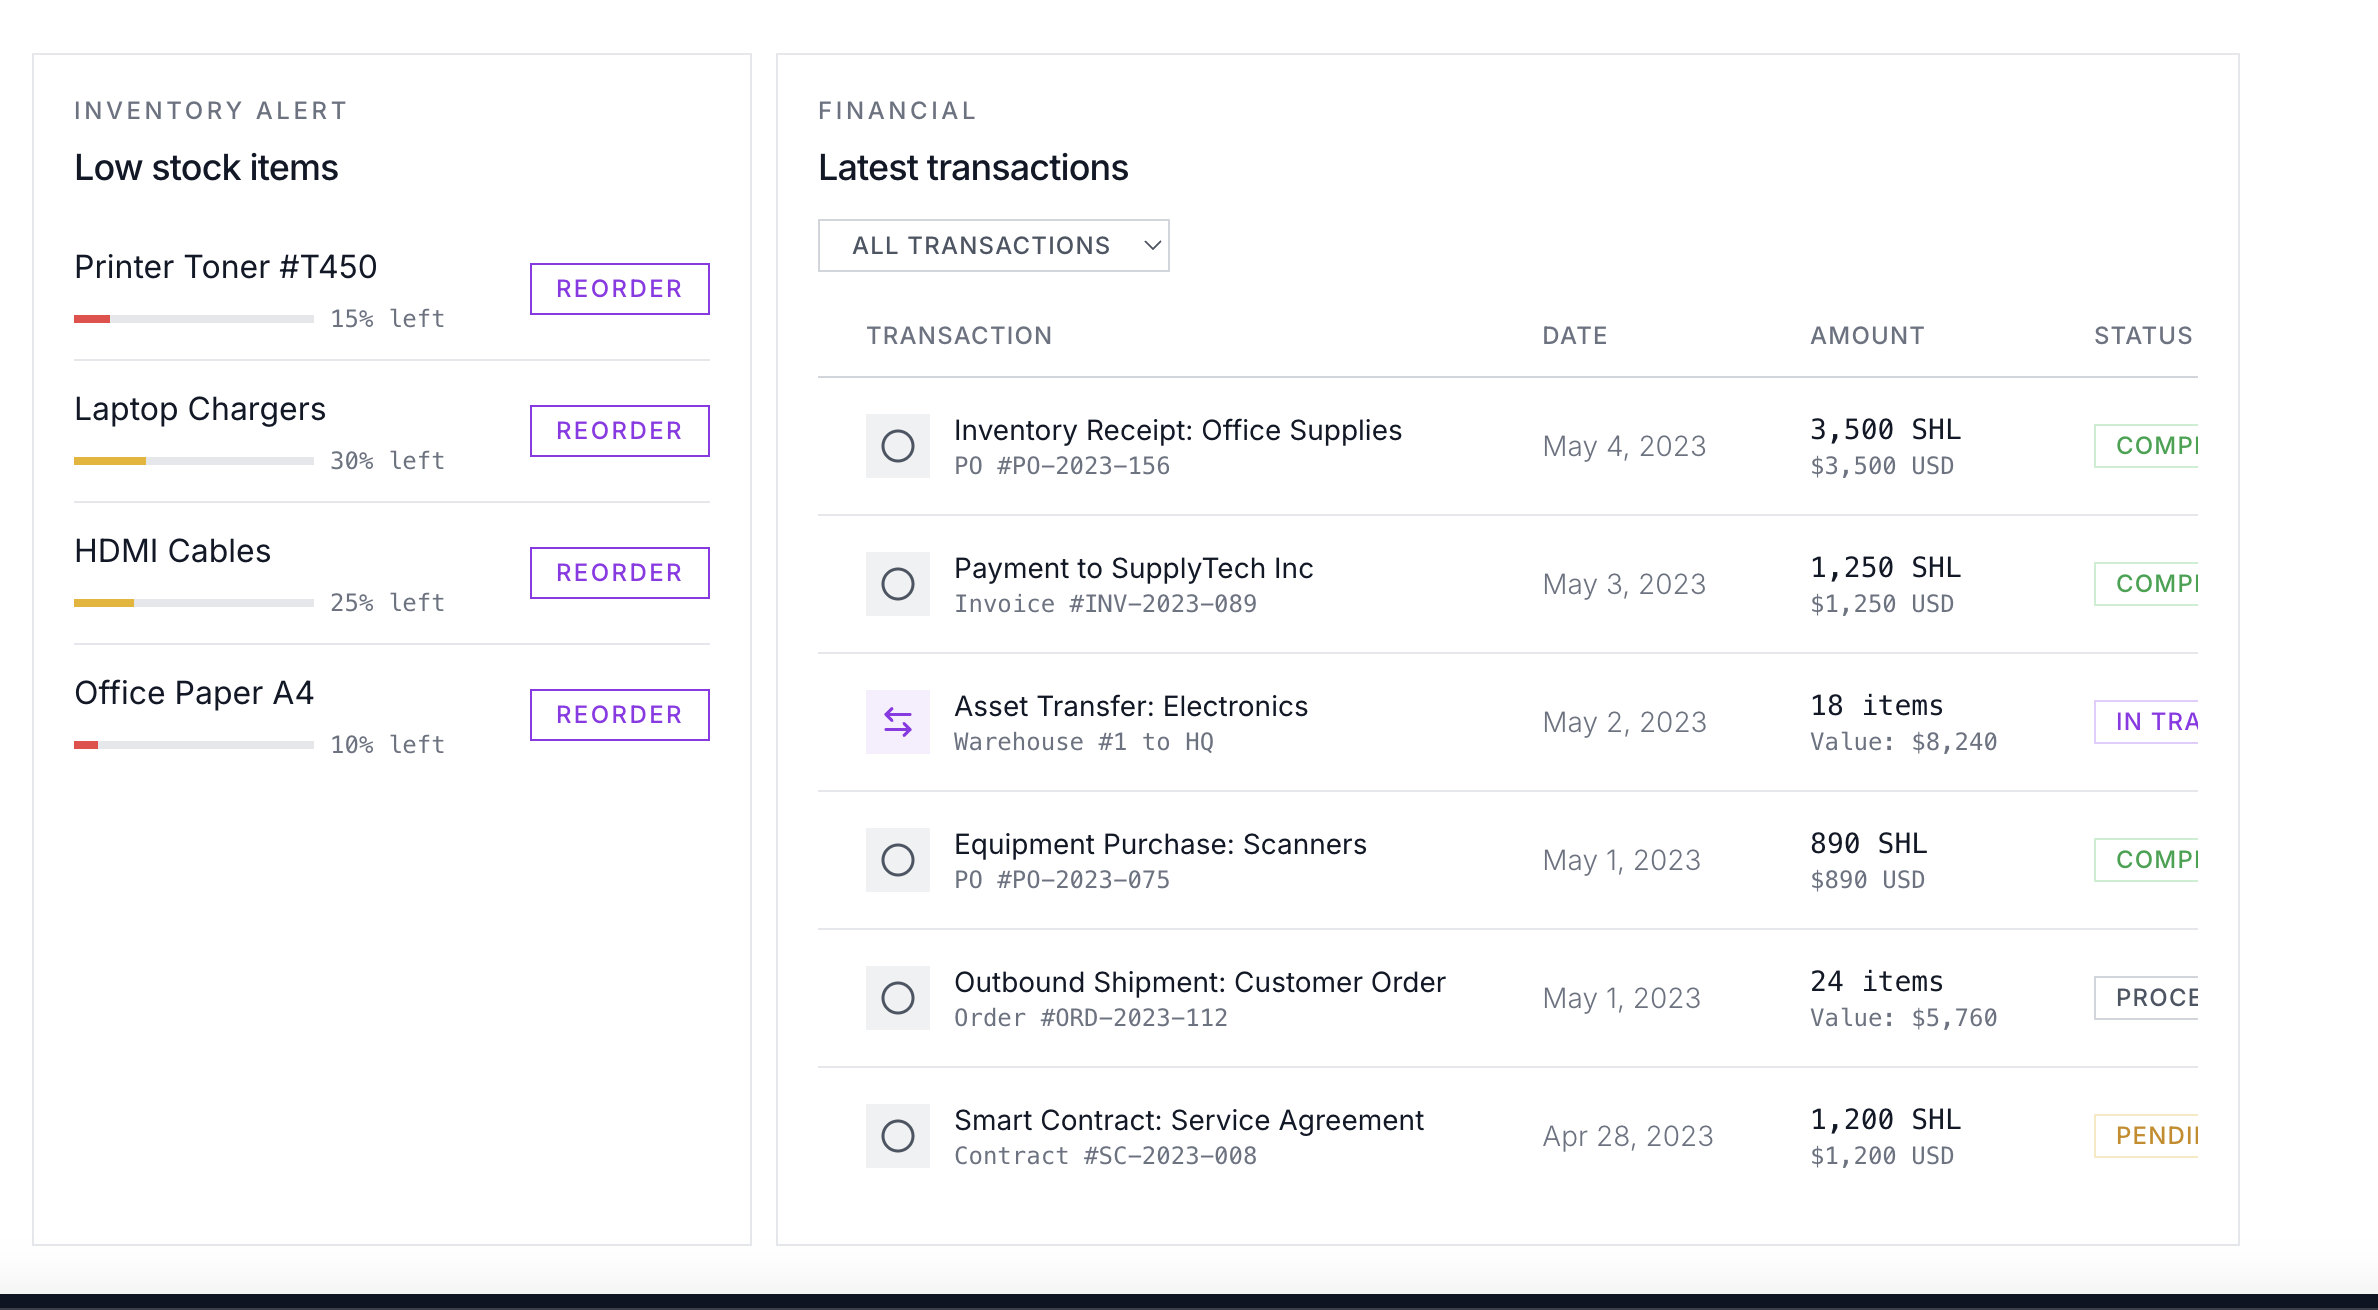 INVENTORY ALERT
Low stock items
Printer Toner #T450
15% left
REORDER
Laptop Chargers
30% left
REORDER
HDMI Cables
25% left
REORDER
Office Paper A4
10% left
REORDER
FINANCIAL
Latest transactions
ALL TRANSACTIONS
TRANSACTION DATE AMOUNT STATUS
Inventory Receipt: Office Supplies
PO #PO-2023-156
May 4, 2023
3,500 SHL
$3,500 USD
Payment to SupplyTech Inc
Invoice #INV-2023-089
May 3, 2023
1,250 SHL
$1,250 USD
Asset Transfer: Electronics
Warehouse #1 to HQ
May 2, 2023
18 items
Value: $8,240
IN TRA
Equipment Purchase: Scanners
PO #PO-2023-075
May 1, 2023
890 SHL
$890 USD
Outbound Shipment: Customer Order
Order #ORD-2023-112
May 1, 2023
24 items
Value: $5,760
PROCE
Smart Contract: Service Agreement
Contract #SC-2023-008
Apr 28, 2023
1,200 SHL
$1,200 USD